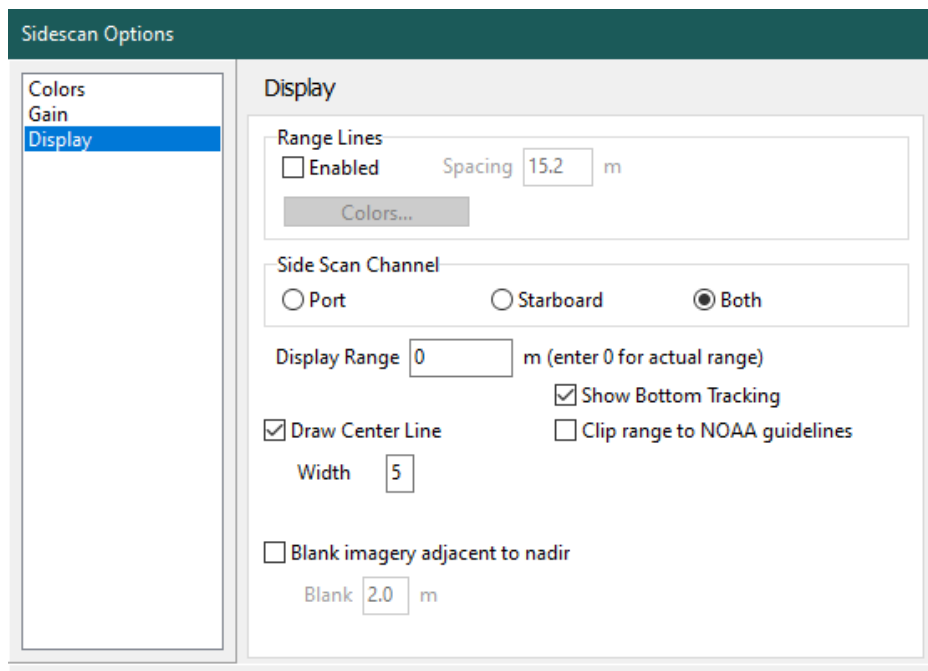 Sidescan Options
Colors
Gain
Display
Display
Range Lines
Enabled Spacing 15.2 m
Colors...
Side Scan Channel
Port Starboard Both
Display Range 0 m (enter 0 for actual range)
Show Bottom Tracking
Draw Center Line Clip range to NOAA guidelines
Width 5
Blank imagery adjacent to nadir
Blank 2.0 m